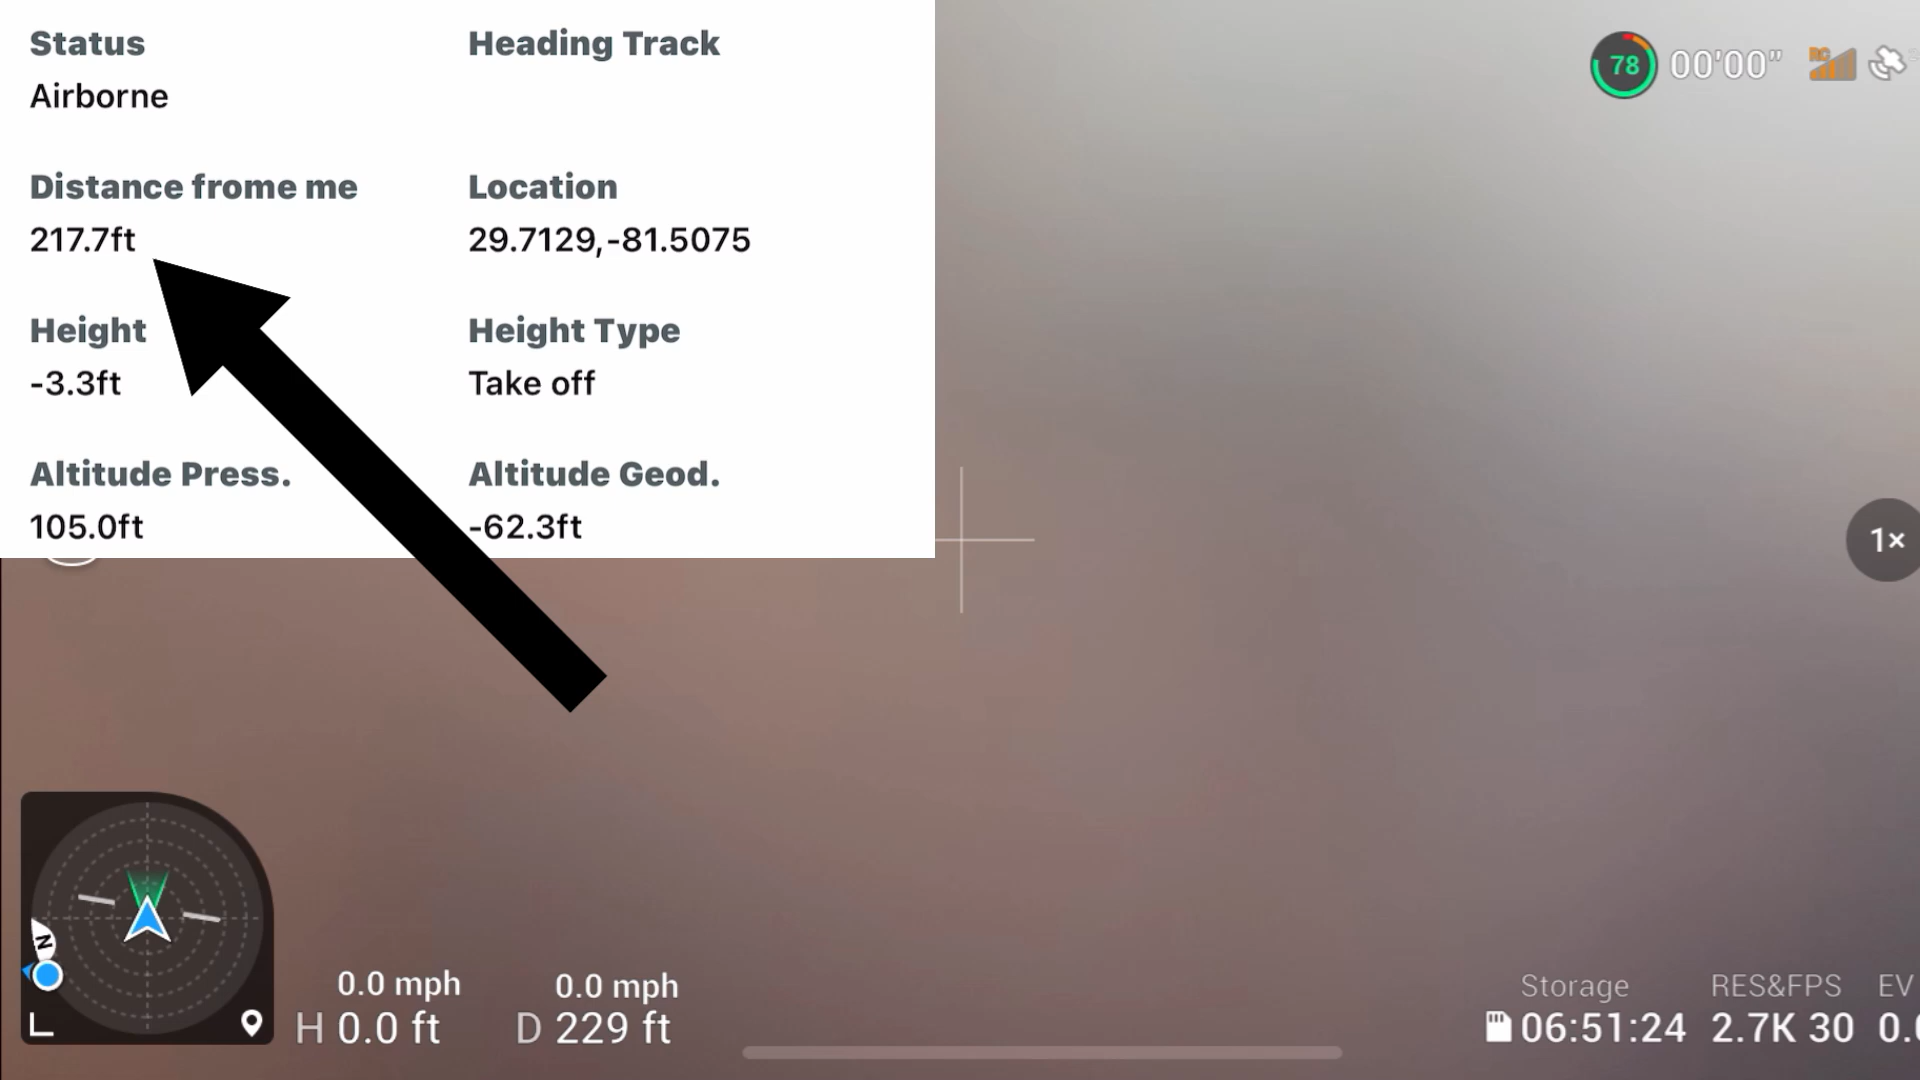 Status
Airborne
Heading Track
Distance frome me
217.7ft
Location
29.7129,-81.5075
Height
-3.3ft
Height Type
Take off
Altitude Press.
105.0ft
Altitude Geod.
-62.3ft
78
00'00"
RC
1×
N
0.0 mph
H 0.0 ft
0.0 mph
D 229 ft
Storage
06:51:24
RES&FPS
2.7K 30
EV